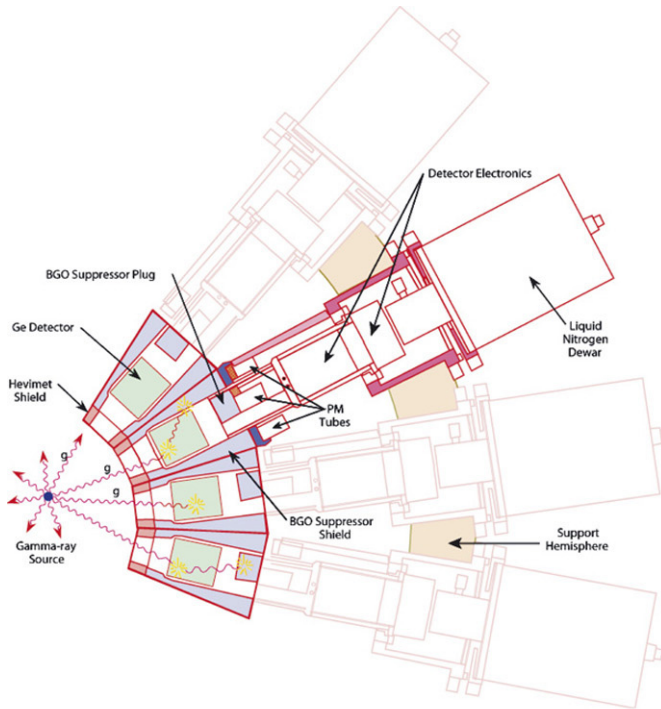 Detector Electronics
BGO Suppressor Plug
Ge Detector
Liquid
Nitrogen
Dewar
Hevimet
Shield
PM
Tubes
g
g
g
BGO Suppressor
Shield
Support
Hemisphere
Gamma-ray
Source